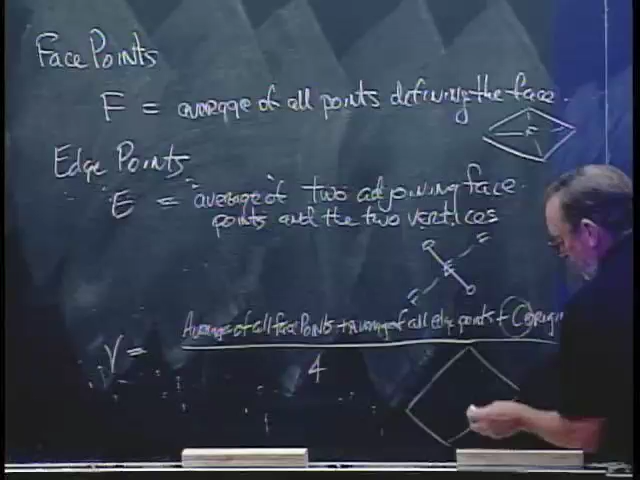 Face Points
F = average of all points defining the face.
F
Edge Points
E = average of two adjoining face
points and the two vertices
F
E
F
V = Average of all face Points + Average of all edge points + C
4